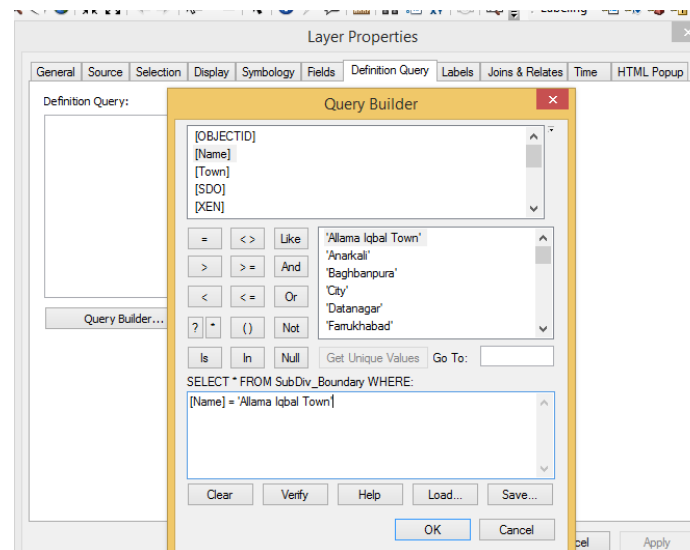 Labeling
Layer Properties
General Source Selection Display Symbology Fields Definition Query Labels Joins & Relates Time HTML Popup
Definition Query:
Query Builder
[OBJECTID]
[Name]
[Town]
[SDO]
[XEN]
= <> Like
> >= And
< <= Or
? * () Not
Is In Null
'Allama Iqbal Town'
'Anarkali'
'Baghbanpura'
'City'
'Datanagar'
'Farrukhabad'
Query Builder...
Get Unique Values Go To:
SELECT * FROM SubDiv_Boundary WHERE:
[Name] = 'Allama Iqbal Town'
Clear Verify Help Load... Save...
OK Cancel
cel Apply